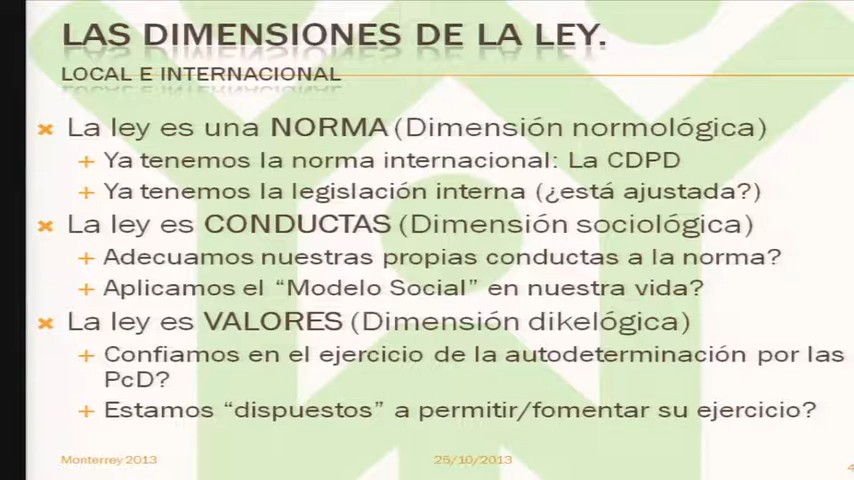 LAS DIMENSIONES DE LA LEY.
LOCAL E INTERNACIONAL
La ley es una NORMA (Dimensión normológica)
Ya tenemos la norma internacional: La CDPD
Ya tenemos la legislación interna (¿está ajustada?)
La ley es CONDUCTAS (Dimensión sociológica)
Adecuamos nuestras propias conductas a la norma?
Aplicamos el “Modelo Social” en nuestra vida?
La ley es VALORES (Dimensión dikelógica)
Confiamos en el ejercicio de la autodeterminación por las
PcD?
Estamos “dispuestos” a permitir/fomentar su ejercicio?
Monterrey 2013
25/10/2013
4